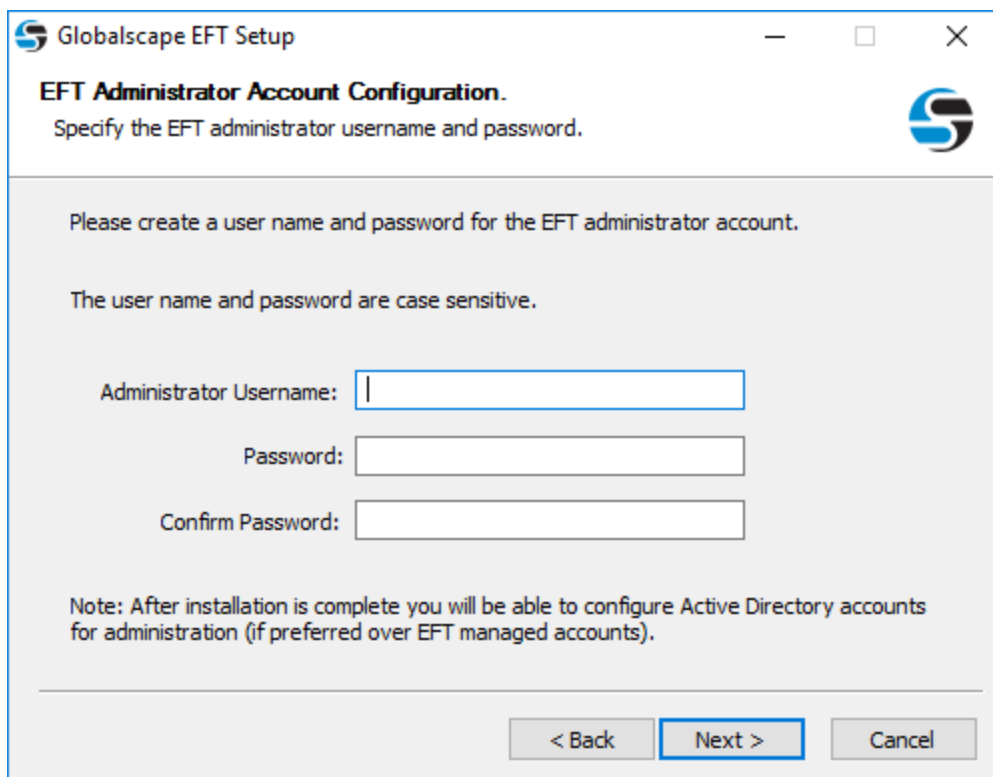 Globalscape EFT Setup
EFT Administrator Account Configuration.
Specify the EFT administrator username and password.
Please create a user name and password for the EFT administrator account.
The user name and password are case sensitive.
Administrator Username:
Password:
Confirm Password:
Note: After installation is complete you will be able to configure Active Directory accounts
for administration (if preferred over EFT managed accounts).
< Back
Next >
Cancel